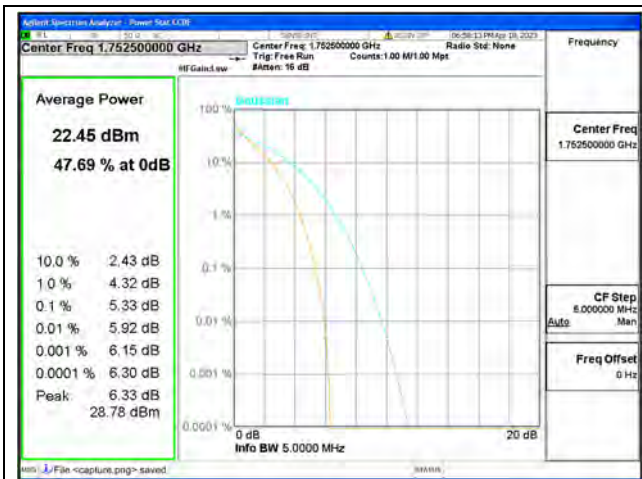 Agilent Spectrum Analyzer - Power Stat CCDF
Center Freq 1.752500000 GHz
Center Freq: 1.752500000 GHz
Trig: Free Run
Counts:1.00 M/1.00 Mpt
#IFGain:Low
#Atten: 16 dB
Radio Std: None
Frequency
Average Power
22.45 dBm
47.69 % at 0dB
10.0 % 2.43 dB
1.0 % 4.32 dB
0.1 % 5.33 dB
0.01 % 5.92 dB
0.001 % 6.15 dB
0.0001 % 6.30 dB
Peak 6.33 dB
28.78 dBm
Gaussian
100 %
10 %
1 %
0.1 %
0.01 %
0.001 %
0.0001 %
0 dB
20 dB
Info BW 5.0000 MHz
Center Freq
1.752500000 GHz
CF Step
5.000000 MHz
Auto Man
Freq Offset
0 Hz
MSG File <capture.png> saved
STATUS